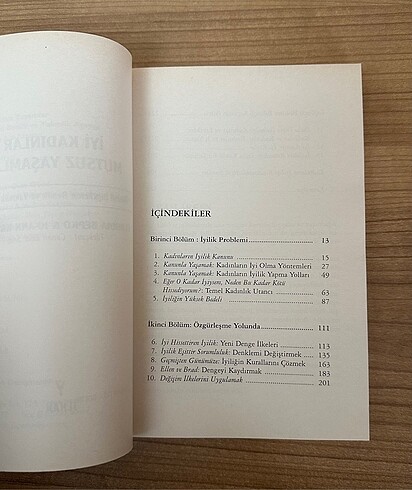 İYİ KADINLAR
MUTSUZ YAŞAR
İÇİNDEKİLER
Birinci Bölüm : İyilik Problemi 13
1. Kadınların İyilik Kanunu 15
2. Kanunla Yaşamak: Kadınların İyi Olma Yöntemleri 27
3. Kanunla Yaşamak: Kadınların İyilik Yapma Yolları 49
4. Eğer O Kadar İyiysem, Neden Bu Kadar Kötü
Hissediyorum?: Temel Kadınlık Utancı 63
5. İyiliğin Yüksek Bedeli 87
İkinci Bölüm: Özgürleşme Yolunda 111
6. İyi Hissettiren İyilik: Yeni Denge İlkeleri 113
7. İyilik Eşittir Sorumluluk: Denklemi Değiştirmek 135
8. Geçmişten Günümüze: İyiliğin Kurallarını Çözmek 163
9. Ellen ve Brad: Dengeyi Kaydırmak 183
10. Değişim İlkelerini Uygulamak 201